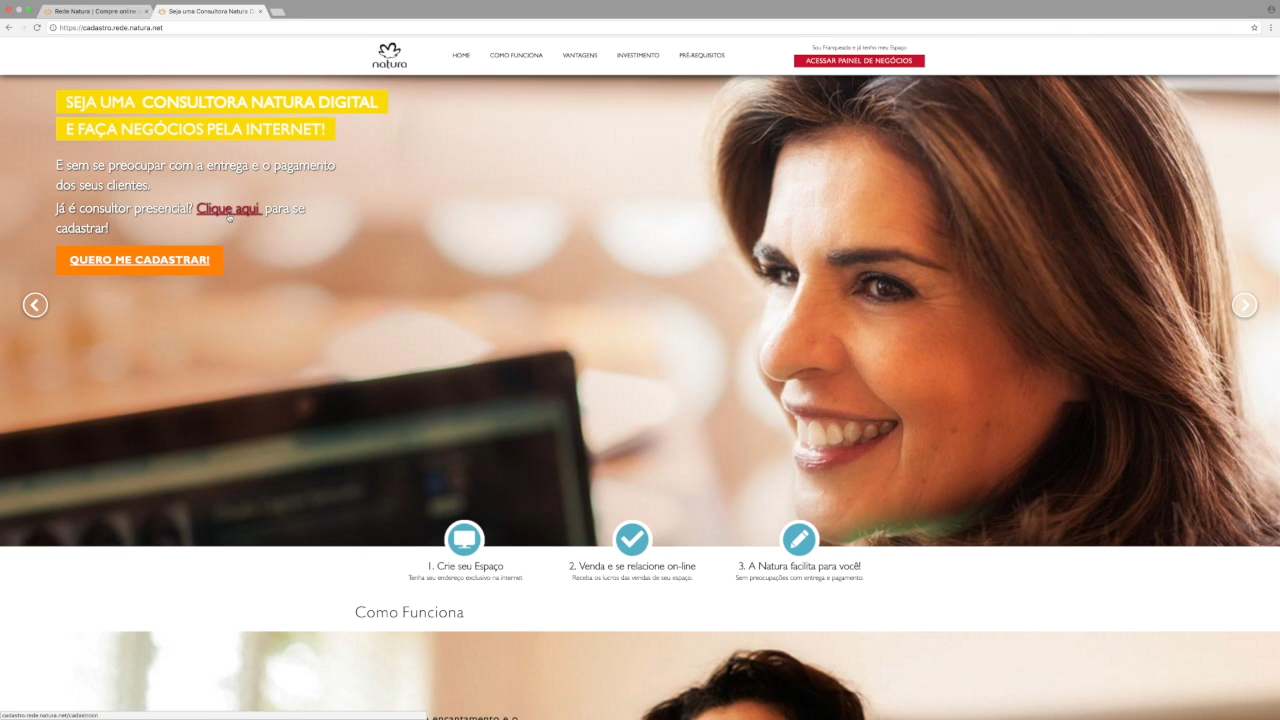 Rede Natura | Compre online
Seja uma Consultora Natura D
https://cadastro.rede.natura.net
natura
HOME
COMO FUNCIONA
VANTAGENS
INVESTIMENTO
PRÉ-REQUISITOS
Sou Franqueado e já tenho meu Espaço
ACESSAR PAINEL DE NEGÓCIOS
SEJA UMA CONSULTORA NATURA DIGITAL
E FAÇA NEGÓCIOS PELA INTERNET!
E sem se preocupar com a entrega e o pagamento
dos seus clientes.
Já é consultor presencial? Clique aqui para se
cadastrar!
QUERO ME CADASTRAR!
1. Crie seu Espaço
Tenha seu endereço exclusivo na internet
2. Venda e se relacione on-line
Receba os lucros das vendas de seu espaço.
3. A Natura facilita para você!
Sem preocupações com entrega e pagamento.
Como Funciona
cadastro.rede.natura.net/cadastrocn
encantamento e o